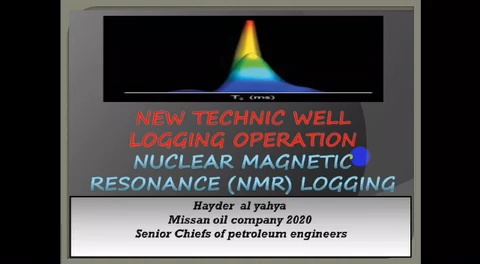 T₂ (ms)
NEW TECHNIC WELL
LOGGING OPERATION
NUCLEAR MAGNETIC
RESONANCE (NMR) LOGGING
Hayder al yahya
Missan oil company 2020
Senior Chiefs of petroleum engineers